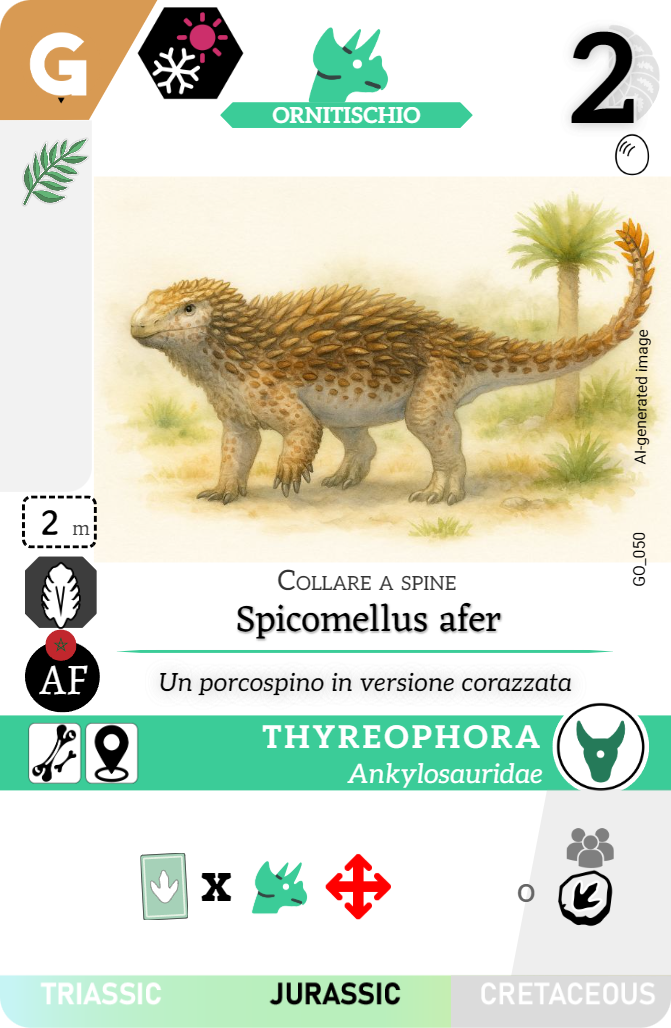 G
ORNITISCHIO
2
AI-generated image
2 m
GO_050
COLLARE A SPINE
Spicomellus afer
AF
Un porcospino in versione corazzata
THYREOPHORA
Ankylosauridae
x
o
TRIASSIC
JURASSIC
CRETACEOUS